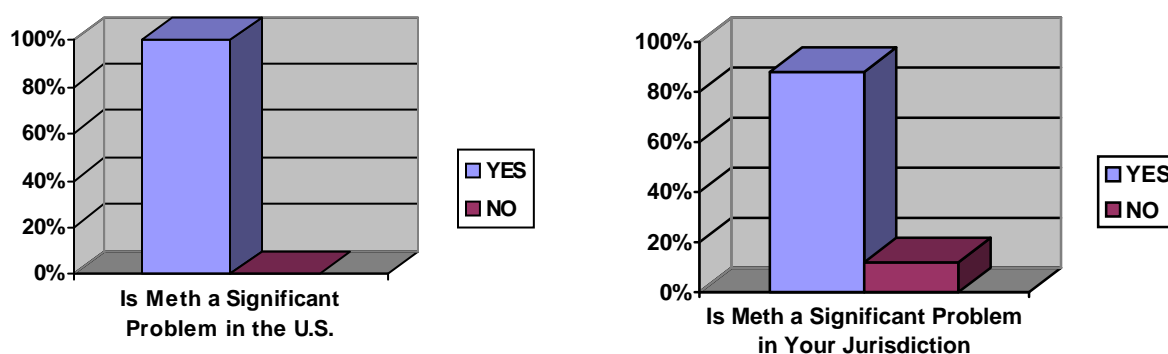 100%
80%
60%
40%
20%
0%
YES
NO
Is Meth a Significant
Problem in the U.S.
100%
80%
60%
40%
20%
0%
YES
NO
Is Meth a Significant Problem
in Your Jurisdiction